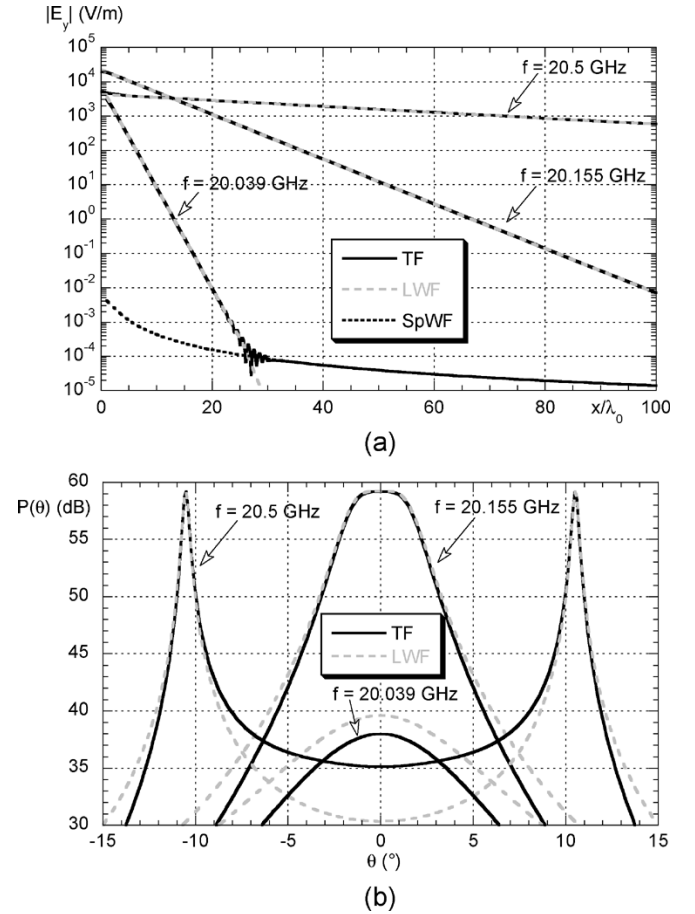 |E_y| (V/m)
10^5
10^4
10^3
10^2
10^1
10^0
10^-1
10^-2
10^-3
10^-4
10^-5
f = 20.5 GHz
f = 20.039 GHz
f = 20.155 GHz
TF
LWF
SpWF
0 20 40 60 80 x/λ_0 100
(a)
P(θ) (dB)
60
55
50
45
40
35
30
f = 20.5 GHz
f = 20.155 GHz
TF
LWF
f = 20.039 GHz
-15 -10 -5 0 5 10 15
θ (°)
(b)